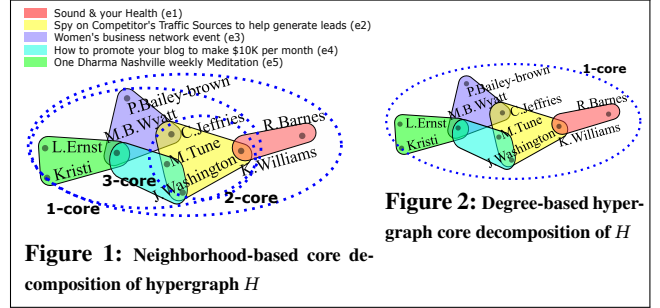 Sound & your Health (e1)
Spy on Competitor's Traffic Sources to help generate leads (e2)
Women's business network event (e3)
How to promote your blog to make $10K per month (e4)
One Dharma Nashville weekly Meditation (e5)
P.Bailey-brown
M.B.Wyatt
C.Jeffries
R.Barnes
L.Ernst
M.Tune
K.Williams
Kristi
J. Washington
3-core
2-core
1-core
Figure 1: Neighborhood-based core de-
composition of hypergraph H
1-core
P.Bailey-brown
M.B.Wyatt
C.Jeffries
R.Barnes
L.Ernst
M.Tune
K.Williams
Kristi
J. Washington
Figure 2: Degree-based hyper-
graph core decomposition of H